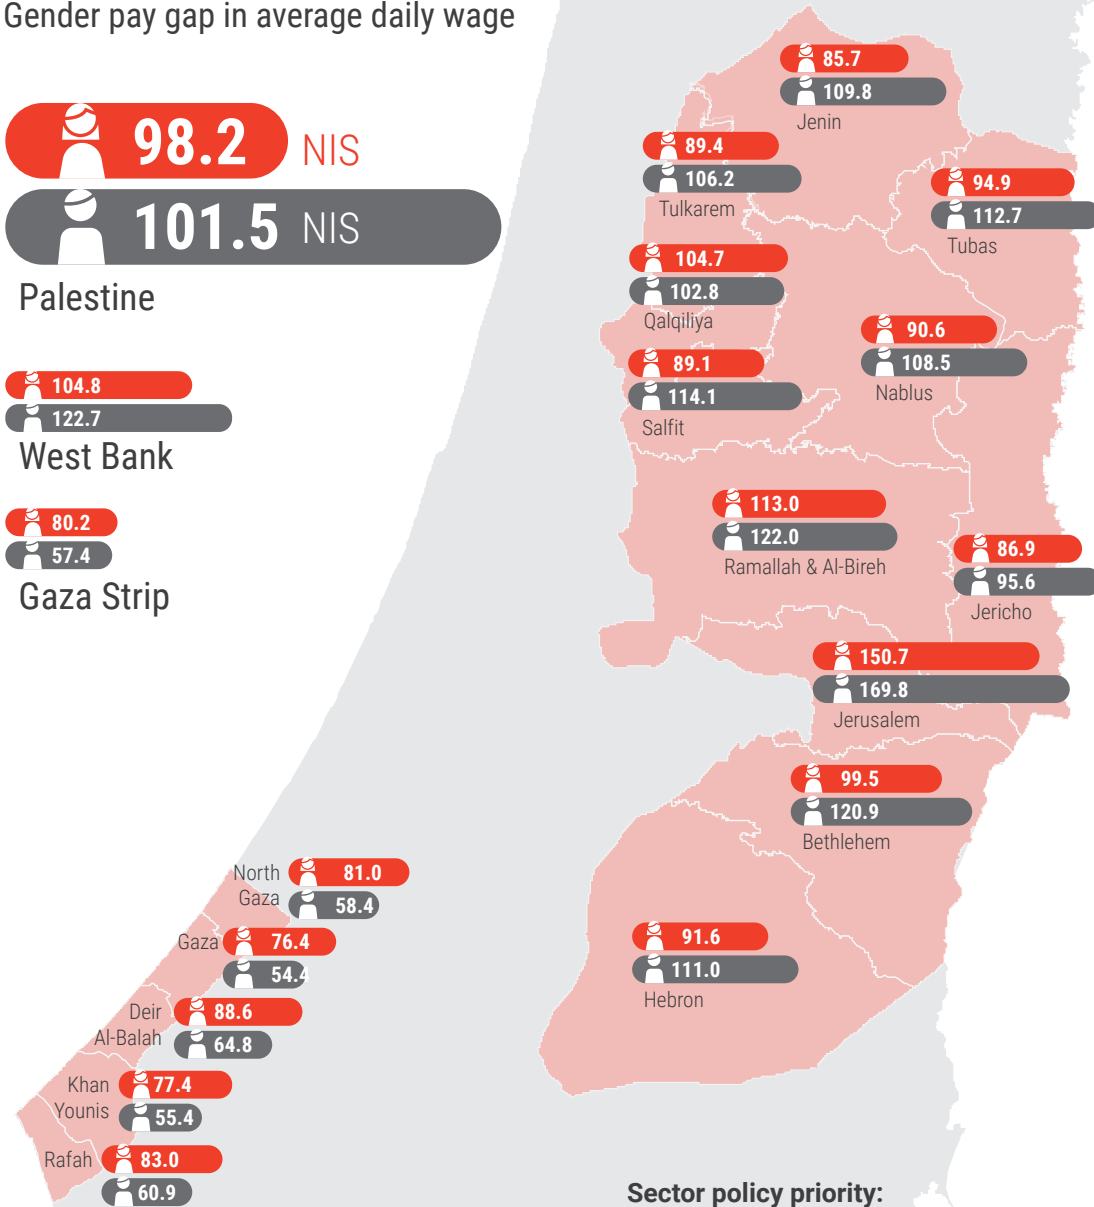 Gender pay gap in average daily wage
98.2 NIS
101.5 NIS
Palestine
104.8
122.7
West Bank
80.2
57.4
Gaza Strip
85.7
109.8
Jenin
89.4
106.2
Tulkarem
94.9
112.7
Tubas
104.7
102.8
Qalqiliya
90.6
108.5
Nablus
89.1
114.1
Salfit
113.0
122.0
Ramallah & Al-Bireh
86.9
95.6
Jericho
150.7
169.8
Jerusalem
99.5
120.9
Bethlehem
91.6
111.0
Hebron
North
Gaza
81.0
58.4
Gaza
76.4
54.4
Deir
Al-Balah
88.6
64.8
Khan
Younis
77.4
55.4
Rafah
83.0
60.9
Sector policy priority: